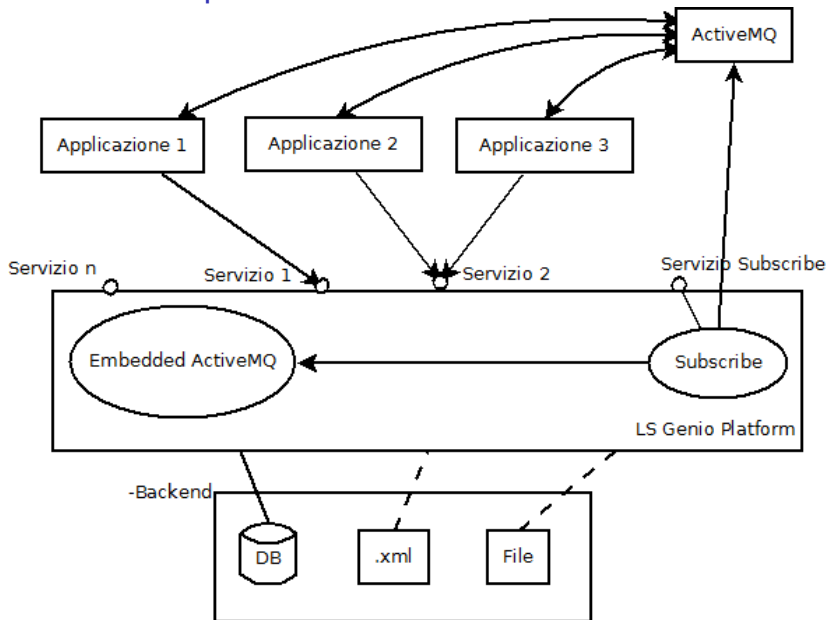 ActiveMQ
Applicazione 1
Applicazione 2
Applicazione 3
Servizio n
Servizio 1
Servizio 2
Servizio Subscribe
Embedded ActiveMQ
Subscribe
LS Genio Platform
-Backend
DB
.xml
File